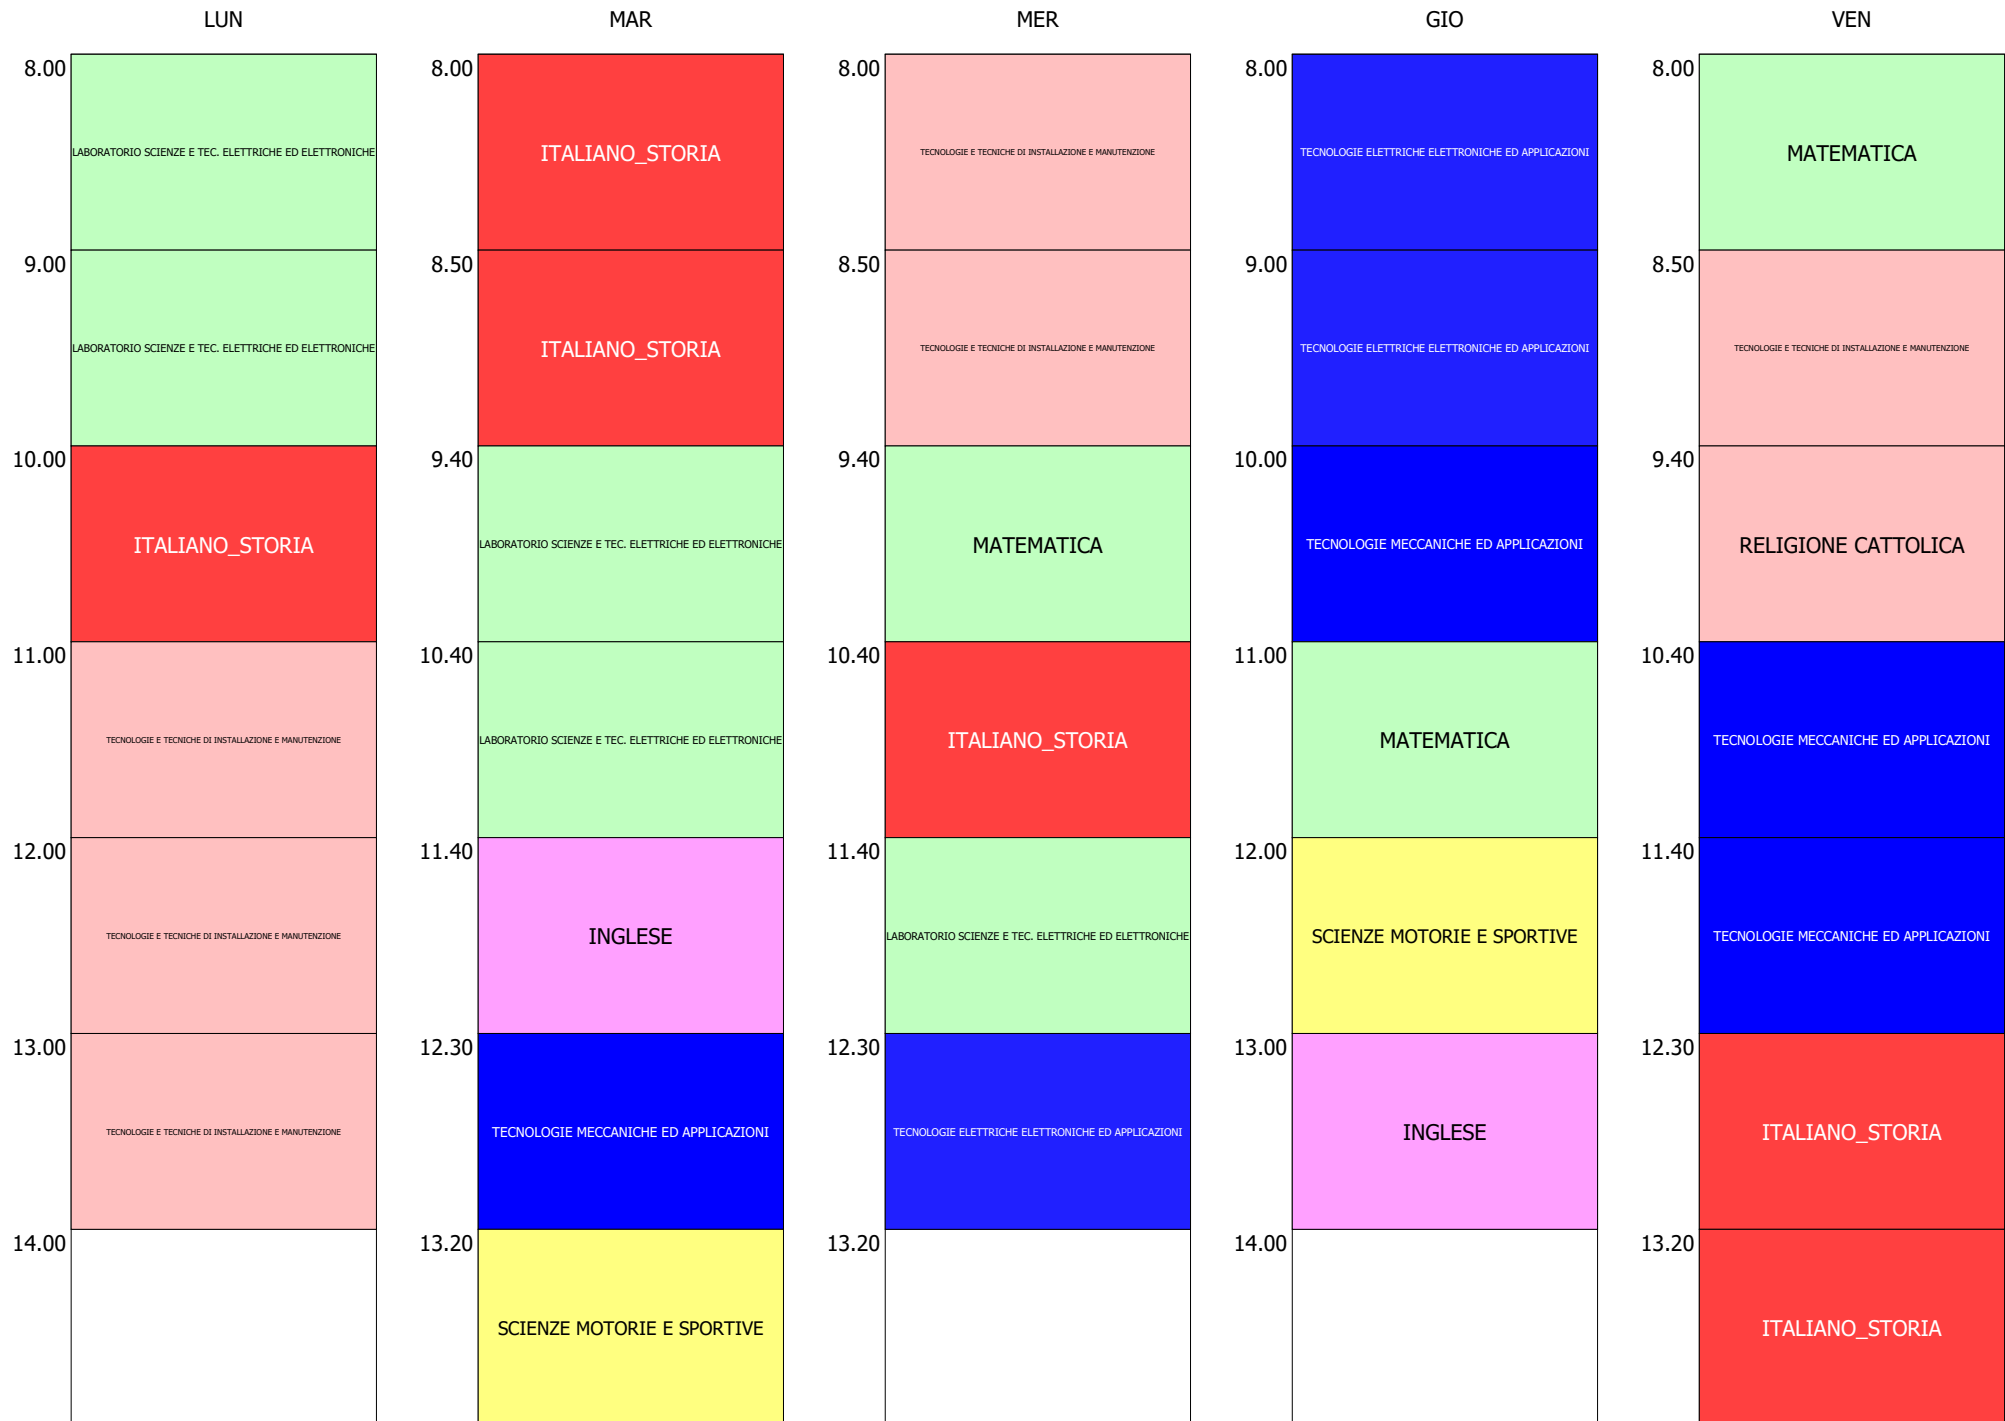 LUN MAR MER GIO VEN
8.00 LABORATORIO SCIENZE E TEC. ELETTRICHE ED ELETTRONICHE 8.00 ITALIANO_STORIA 8.00 TECNOLOGIE E TECNICHE DI INSTALLAZIONE E MANUTENZIONE 8.00 TECNOLOGIE ELETTRICHE ELETTRONICHE ED APPLICAZIONI 8.00 MATEMATICA
9.00 LABORATORIO SCIENZE E TEC. ELETTRICHE ED ELETTRONICHE 8.50 ITALIANO_STORIA 8.50 TECNOLOGIE E TECNICHE DI INSTALLAZIONE E MANUTENZIONE 9.00 TECNOLOGIE ELETTRICHE ELETTRONICHE ED APPLICAZIONI 8.50 TECNOLOGIE E TECNICHE DI INSTALLAZIONE E MANUTENZIONE
10.00 ITALIANO_STORIA 9.40 LABORATORIO SCIENZE E TEC. ELETTRICHE ED ELETTRONICHE 9.40 MATEMATICA 10.00 TECNOLOGIE MECCANICHE ED APPLICAZIONI 9.40 RELIGIONE CATTOLICA
11.00 TECNOLOGIE E TECNICHE DI INSTALLAZIONE E MANUTENZIONE 10.40 LABORATORIO SCIENZE E TEC. ELETTRICHE ED ELETTRONICHE 10.40 ITALIANO_STORIA 11.00 MATEMATICA 10.40 TECNOLOGIE MECCANICHE ED APPLICAZIONI
12.00 TECNOLOGIE E TECNICHE DI INSTALLAZIONE E MANUTENZIONE 11.40 INGLESE 11.40 LABORATORIO SCIENZE E TEC. ELETTRICHE ED ELETTRONICHE 12.00 SCIENZE MOTORIE E SPORTIVE 11.40 TECNOLOGIE MECCANICHE ED APPLICAZIONI
13.00 TECNOLOGIE E TECNICHE DI INSTALLAZIONE E MANUTENZIONE 12.30 TECNOLOGIE MECCANICHE ED APPLICAZIONI 12.30 TECNOLOGIE ELETTRICHE ELETTRONICHE ED APPLICAZIONI 13.00 INGLESE 12.30 ITALIANO_STORIA
14.00 13.20 SCIENZE MOTORIE E SPORTIVE 13.20 14.00 13.20 ITALIANO_STORIA